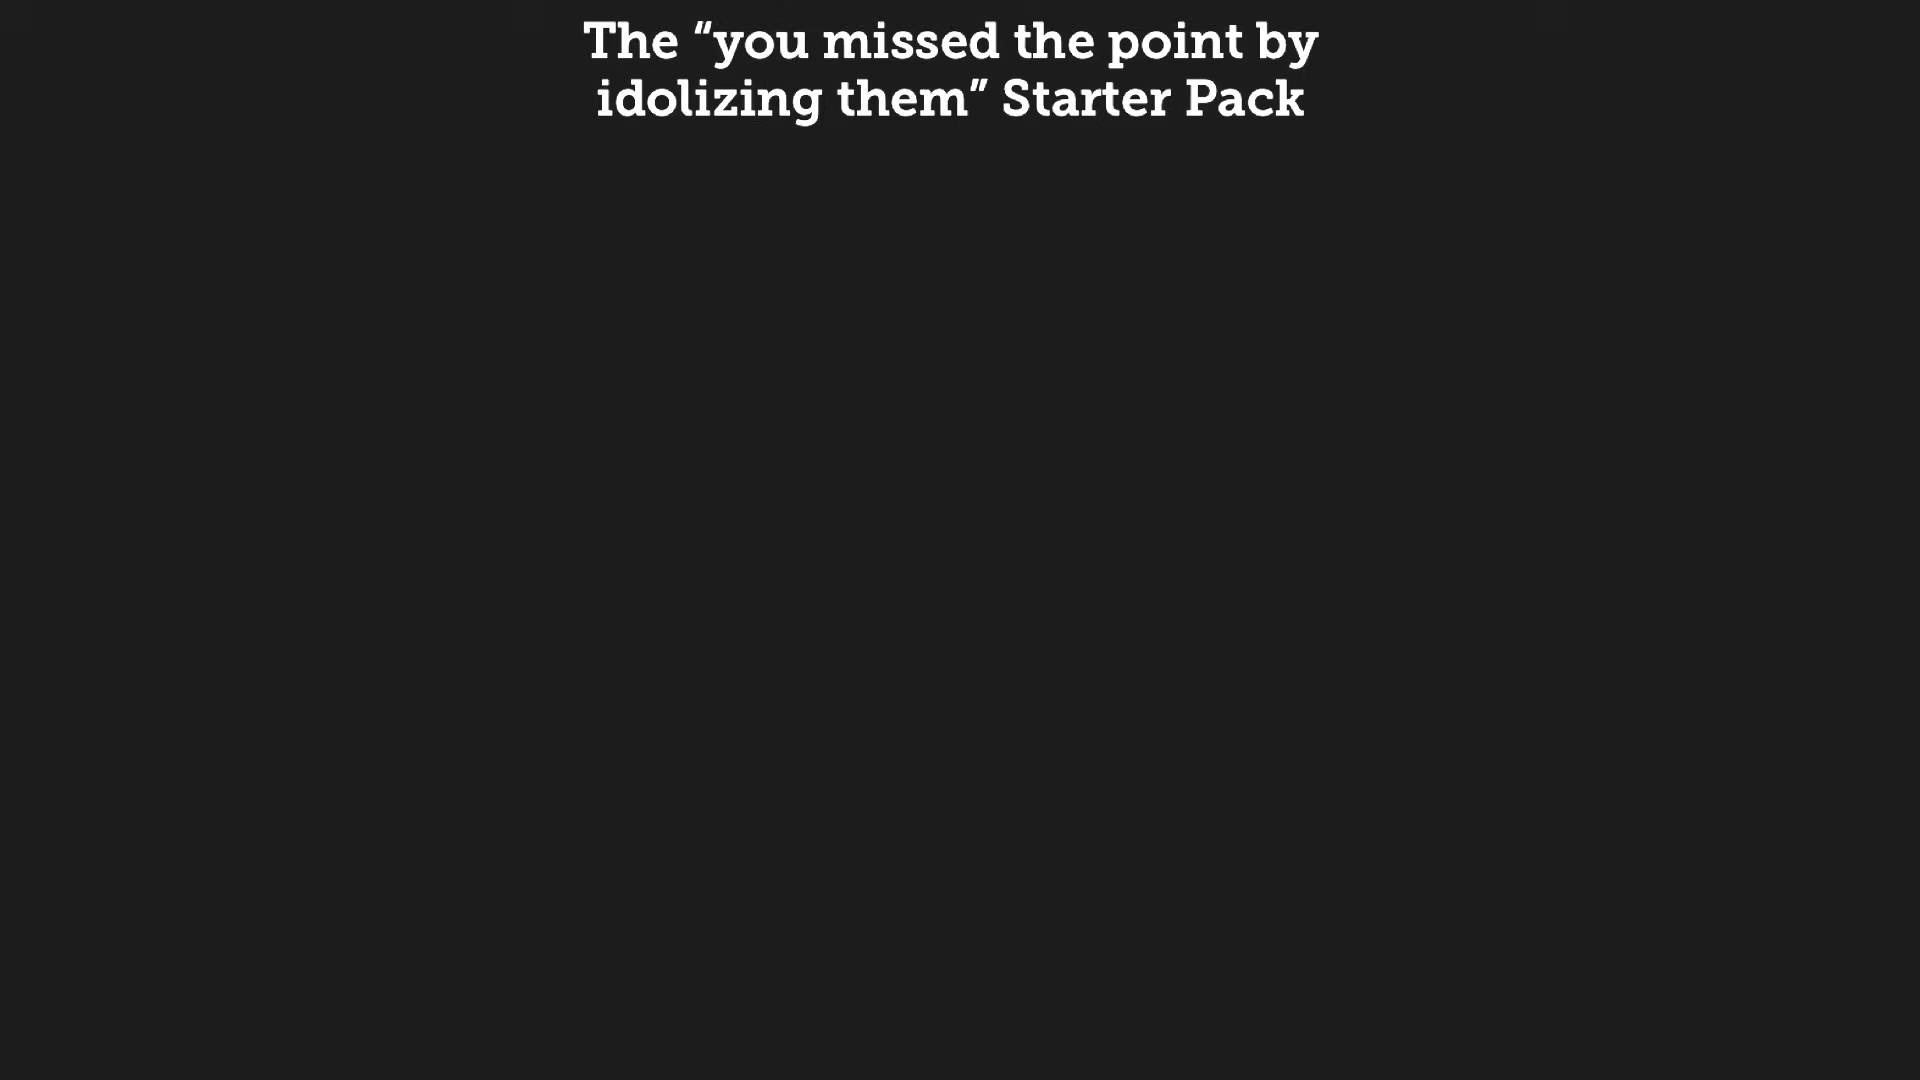 The “you missed the point by
idolizing them” Starter Pack